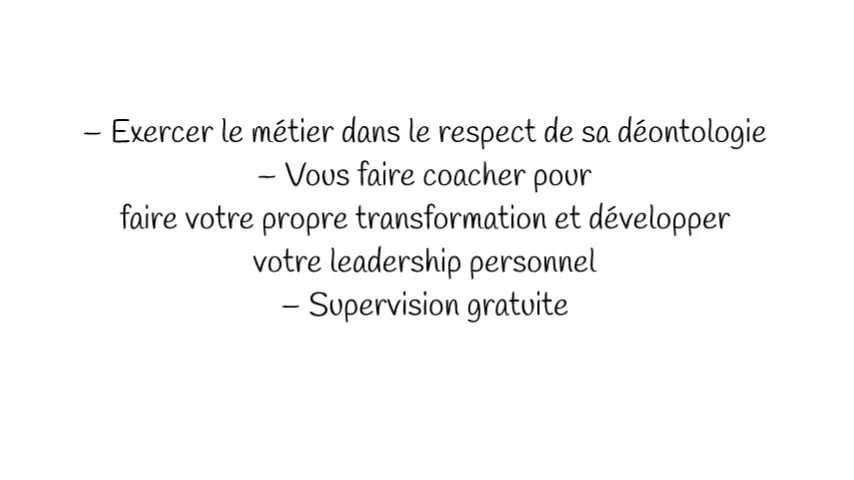 – Exercer le métier dans le respect de sa déontologie
– Vous faire coacher pour
faire votre propre transformation et développer
votre leadership personnel
– Supervision gratuite